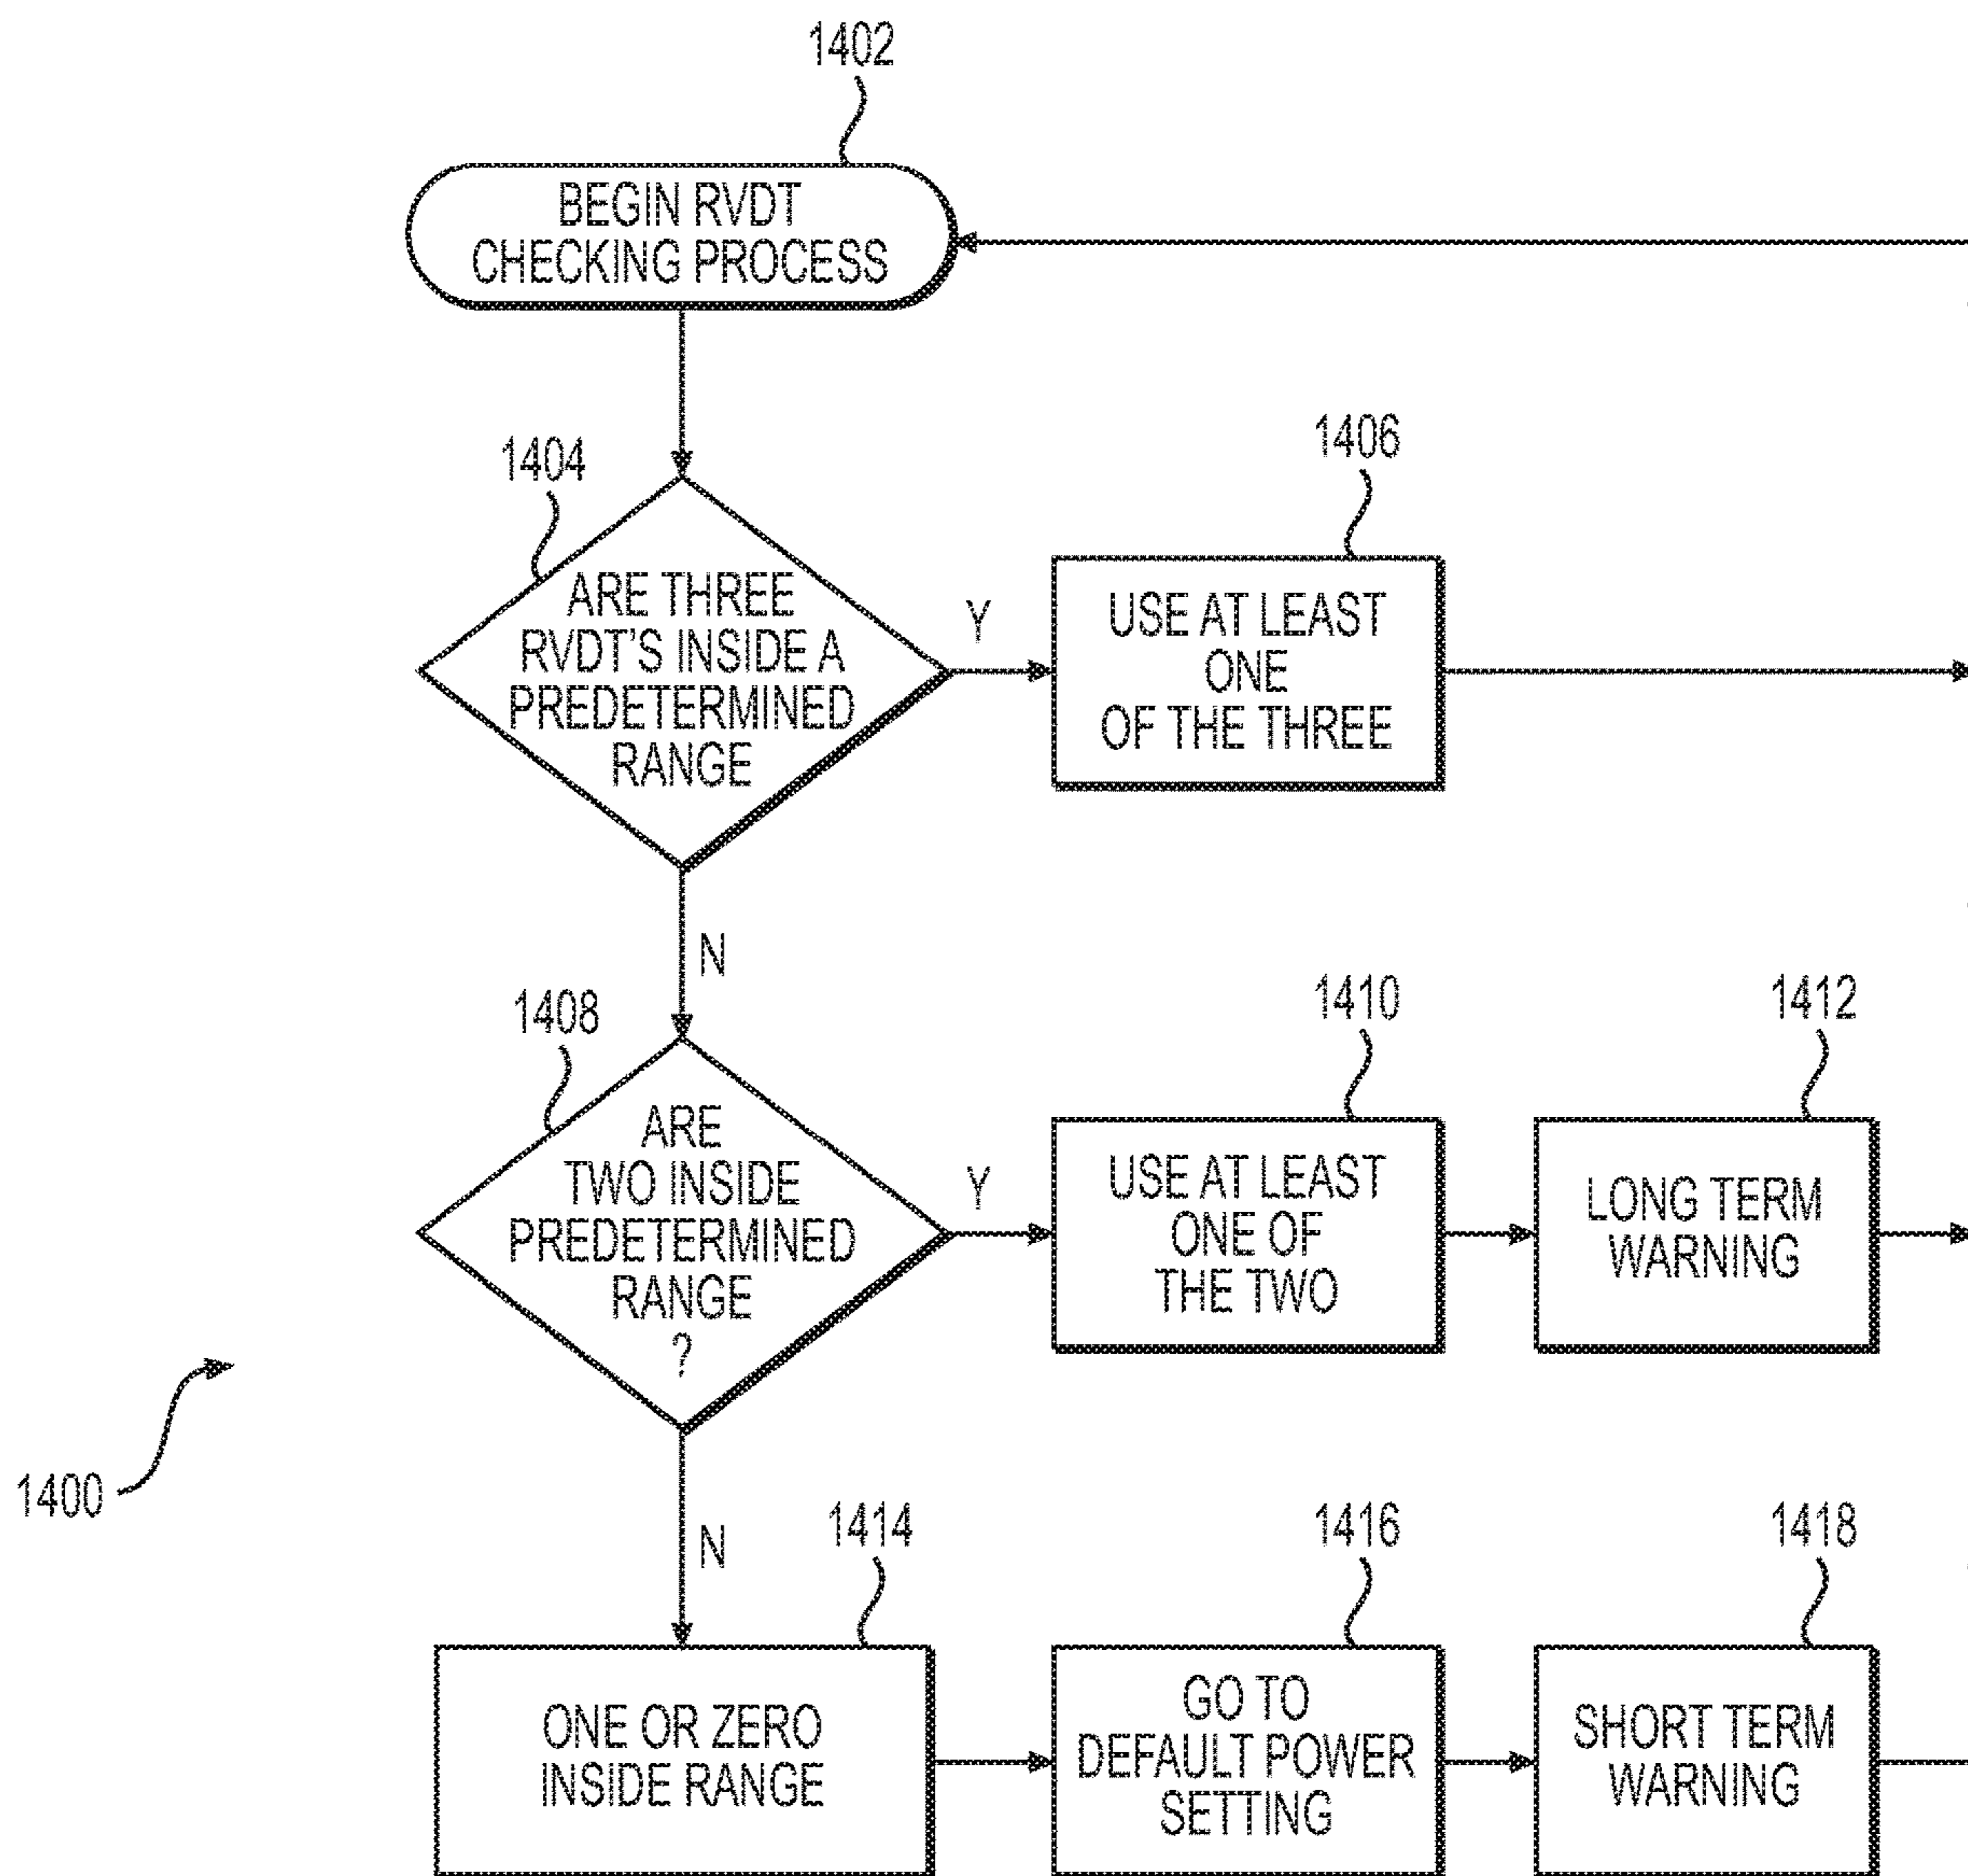 1402
BEGIN RVDT
CHECKING PROCESS
1404
ARE THREE
RVDT'S INSIDE A
PREDETERMINED
RANGE
Y
1406
USE AT LEAST
ONE
OF THE THREE
N
1408
ARE
TWO INSIDE
PREDETERMINED
RANGE
?
Y
1410
USE AT LEAST
ONE OF
THE TWO
1412
LONG TERM
WARNING
1400
N
1414
ONE OR ZERO
INSIDE RANGE
1416
GO TO
DEFAULT POWER
SETTING
1418
SHORT TERM
WARNING